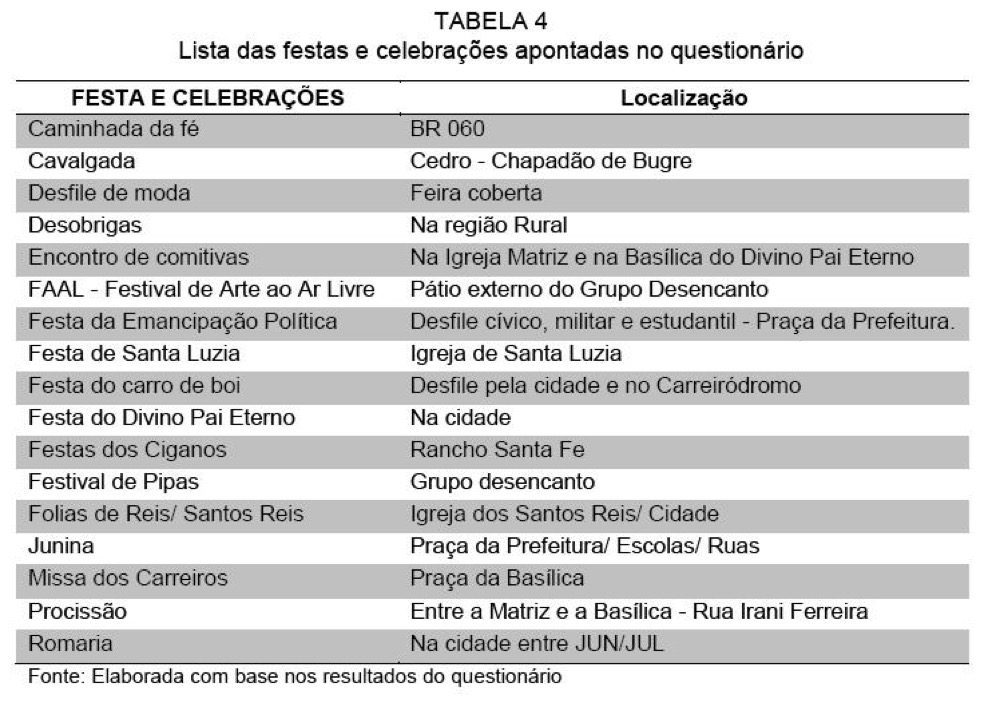 TABELA 4
Lista das festas e celebrações apontadas no questionário
FESTA E CELEBRAÇÕES Localização
Caminhada da fé BR 060
Cavalgada Cedro - Chapadão de Bugre
Desfile de moda Feira coberta
Desobrigas Na região Rural
Encontro de comitivas Na Igreja Matriz e na Basílica do Divino Pai Eterno
FAAL - Festival de Arte ao Ar Livre Pátio externo do Grupo Desencanto
Festa da Emancipação Política Desfile cívico, militar e estudantil - Praça da Prefeitura.
Festa de Santa Luzia Igreja de Santa Luzia
Festa do carro de boi Desfile pela cidade e no Carreiródromo
Festa do Divino Pai Eterno Na cidade
Festas dos Ciganos Rancho Santa Fe
Festival de Pipas Grupo desencanto
Folias de Reis/ Santos Reis Igreja dos Santos Reis/ Cidade
Junina Praça da Prefeitura/ Escolas/ Ruas
Missa dos Carreiros Praça da Basílica
Procissão Entre a Matriz e a Basílica - Rua Irani Ferreira
Romaria Na cidade entre JUN/JUL
Fonte: Elaborada com base nos resultados do questionário